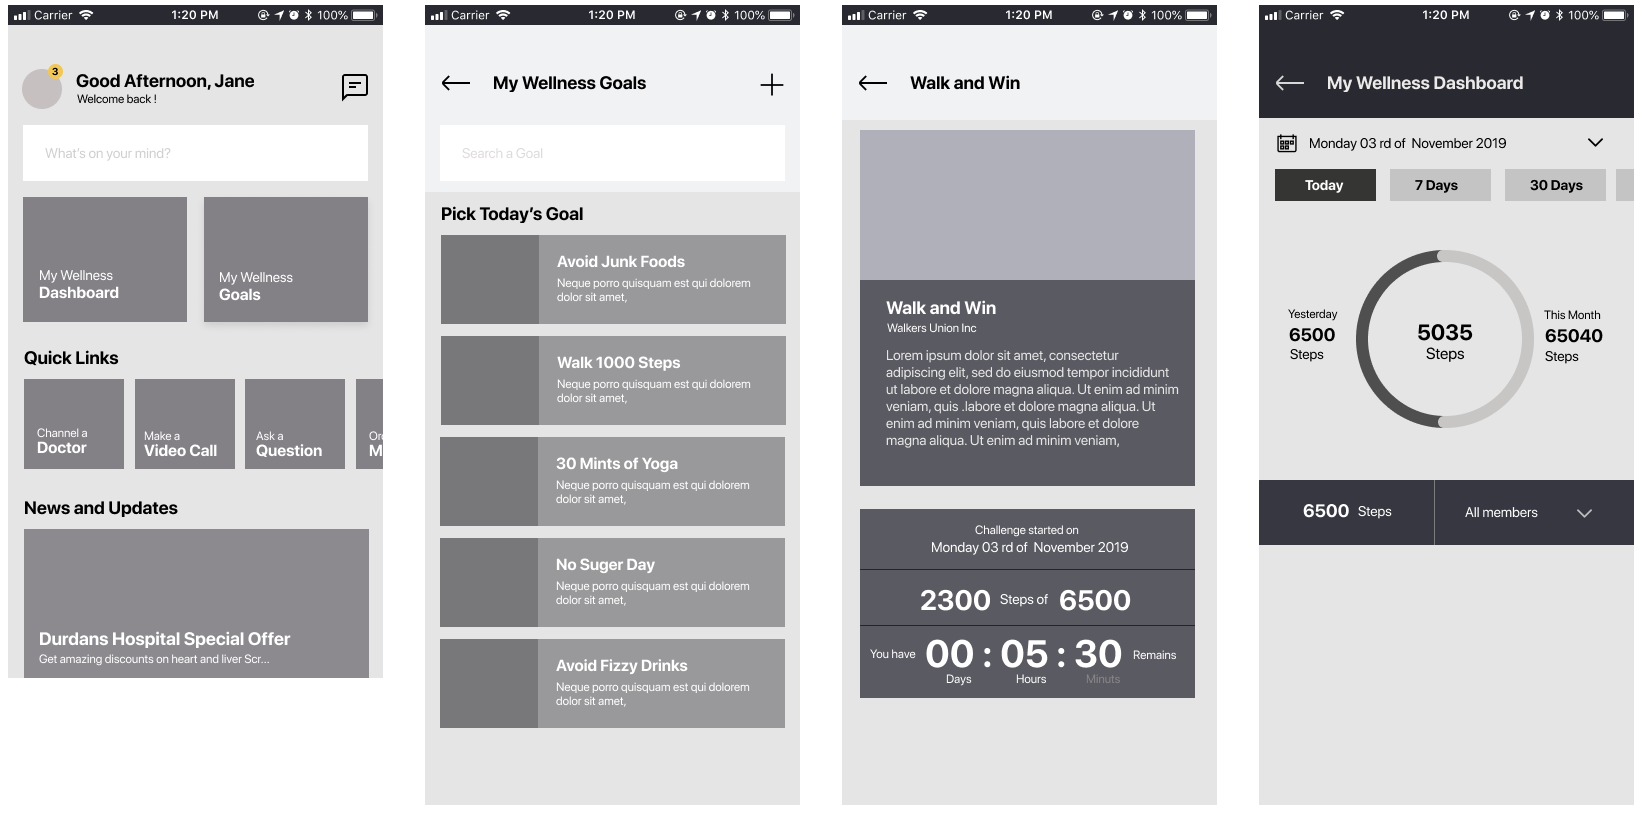 Carrier 1:20 PM 100%
3
Good Afternoon, Jane
Welcome back !
What's on your mind?
My Wellness
Dashboard
My Wellness
Goals
Quick Links
Channel a
Doctor
Make a
Video Call
Ask a
Question
Or
M
News and Updates
Durdans Hospital Special Offer
Get amazing discounts on heart and liver Scr...
Carrier 1:20 PM 100%
My Wellness Goals
Search a Goal
Pick Today's Goal
Avoid Junk Foods
Neque porro quisquam est qui dolorem
dolor sit amet,
Walk 1000 Steps
Neque porro quisquam est qui dolorem
dolor sit amet,
30 Mints of Yoga
Neque porro quisquam est qui dolorem
dolor sit amet,
No Suger Day
Neque porro quisquam est qui dolorem
dolor sit amet,
Avoid Fizzy Drinks
Neque porro quisquam est qui dolorem
dolor sit amet,
Carrier 1:20 PM 100%
Walk and Win
Walk and Win
Walkers Union Inc
Lorem ipsum dolor sit amet, consectetur
adipiscing elit, sed do eiusmod tempor incididunt
ut labore et dolore magna aliqua. Ut enim ad minim
veniam, quis .labore et dolore magna aliqua. Ut
enim ad minim veniam, quis labore et dolore
magna aliqua. Ut enim ad minim veniam,
Challenge started on
Monday 03 rd of November 2019
2300 Steps of 6500
You have 00 : 05 : 30 Remains
Days Hours Minuts
Carrier 1:20 PM 100%
My Wellness Dashboard
Monday 03 rd of November 2019
Today 7 Days 30 Days
Yesterday
6500
Steps
5035
Steps
This Month
65040
Steps
6500 Steps
All members